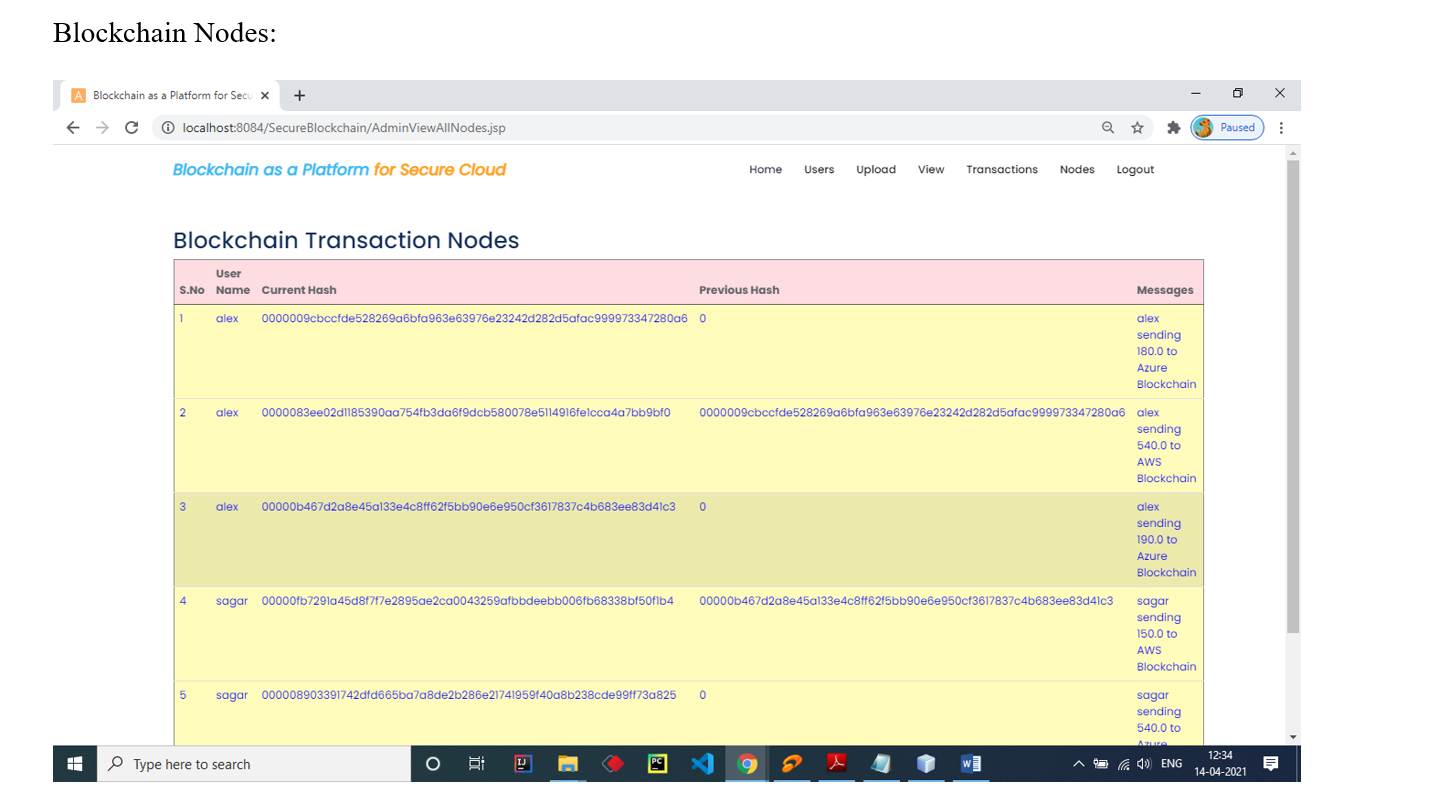 Blockchain Nodes:
Blockchain as a Platform for Secu
localhost:8084/SecureBlockchain/AdminViewAllNodes.jsp
Paused
Blockchain as a Platform for Secure Cloud
Home Users Upload View Transactions Nodes Logout
Blockchain Transaction Nodes
S.No User Name Current Hash Previous Hash Messages
1 alex 0000009cbccfde528269a6bfa963e63976e23242d282d5afac999973347280a6 0 alex
sending
180.0 to
Azure
Blockchain
2 alex 0000083ee02d1185390aa754fb3da6f9dcb580078e5114916fe1cca4a7bb9bf0 0000009cbccfde528269a6bfa963e63976e23242d282d5afac999973347280a6 alex
sending
540.0 to
AWS
Blockchain
3 alex 00000b467d2a8e45a133e4c8ff62f5bb90e6e950cf3617837c4b683ee83d41c3 0 alex
sending
190.0 to
Azure
Blockchain
4 sagar 00000fb7291a45d8f7f7e2895ae2ca0043259afbbdeebb006fb68338bf50f1b4 00000b467d2a8e45a133e4c8ff62f5bb90e6e950cf3617837c4b683ee83d41c3 sagar
sending
150.0 to
AWS
Blockchain
5 sagar 000008903391742dfd665ba7a8de2b286e21741959f40a8b238cde99ff73a825 0 sagar
sending
540.0 to
Azure
Type here to search
ENG
12:34
14-04-2021